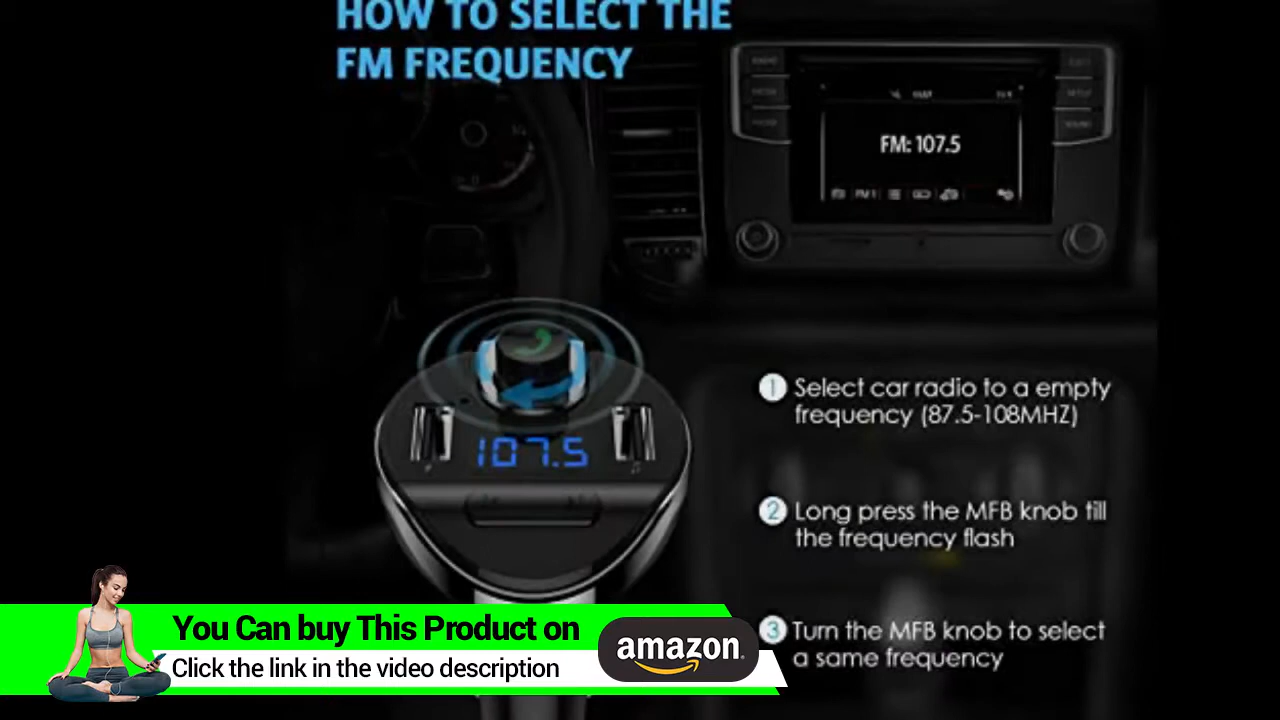 HOW TO SELECT THE
FM FREQUENCY
FM: 107.5
FM1
107.5
1 Select car radio to a empty
frequency (87.5-108MHZ)
2 Long press the MFB knob till
the frequency flash
3 Turn the MFB knob to select
a same frequency
You Can buy This Product on
Click the link in the video description
amazon